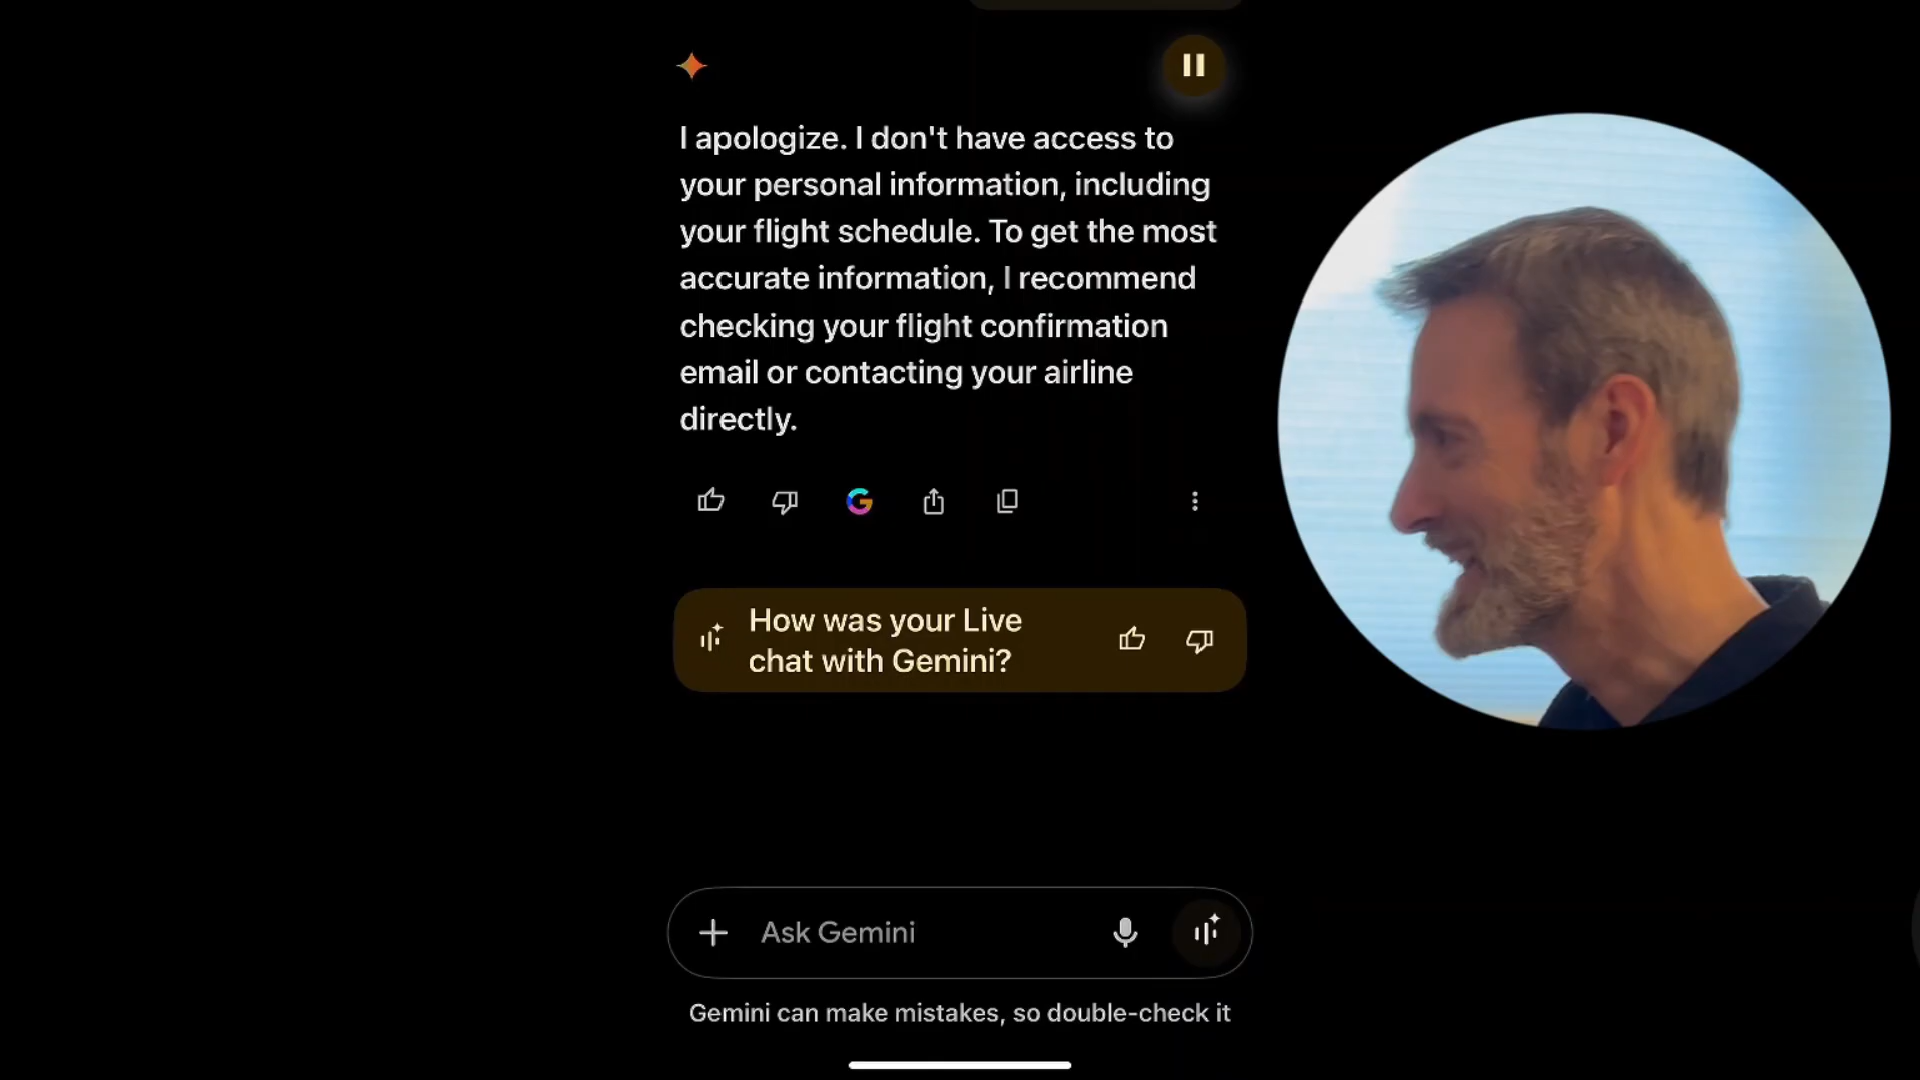 I apologize. I don't have access to
your personal information, including
your flight schedule. To get the most
accurate information, I recommend
checking your flight confirmation
email or contacting your airline
directly.
How was your Live
chat with Gemini?
Ask Gemini
Gemini can make mistakes, so double-check it